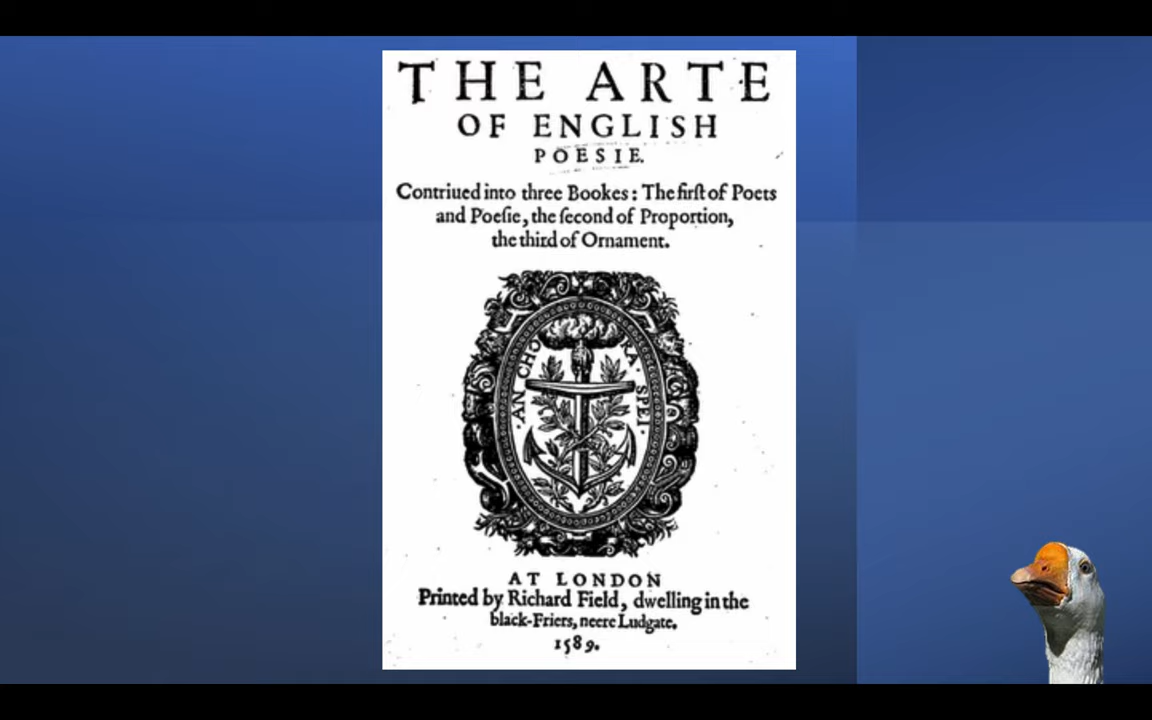 THE ARTE
OF ENGLISH
POESIE.
Contriued into three Bookes: The first of Poets
and Poesie, the second of Proportion,
the third of Ornament.
·ANCHORA·SPEI·
AT LONDON
Printed by Richard Field, dwelling in the
black-Friers, neere Ludgate.
1589.